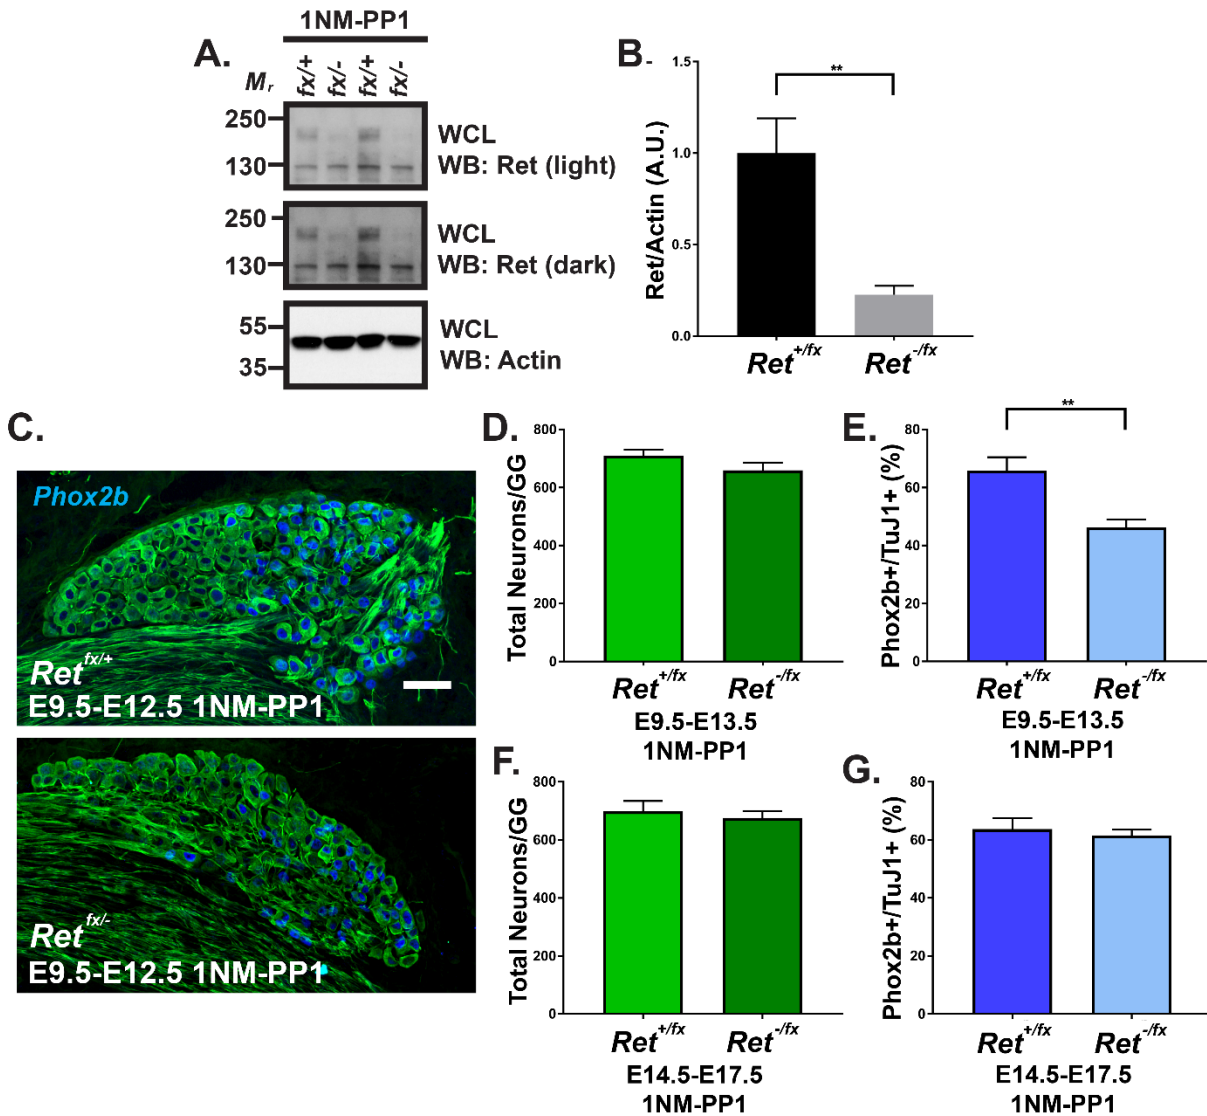 1NM-PP1
A.
Mr
fx/+ fx/- fx/+ fx/-
250
130
WCL
WB: Ret (light)
250
130
WCL
WB: Ret (dark)
55
35
WCL
WB: Actin
B.
Ret/Actin (A.U.)
1.5
1.0
0.5
0.0
**
Ret+/fx Ret-/fx
C.
Phox2b
Retfx/+
E9.5-E12.5 1NM-PP1
Retfx/-
E9.5-E12.5 1NM-PP1
D.
Total Neurons/GG
800
600
400
200
0
Ret+/fx Ret-/fx
E9.5-E13.5
1NM-PP1
E.
Phox2b+/TuJ1+ (%)
80
60
40
20
0
**
Ret+/fx Ret-/fx
E9.5-E13.5
1NM-PP1
F.
Total Neurons/GG
800
600
400
200
0
Ret+/fx Ret-/fx
E14.5-E17.5
1NM-PP1
G.
Phox2b+/TuJ1+ (%)
80
60
40
20
0
Ret+/fx Ret-/fx
E14.5-E17.5
1NM-PP1